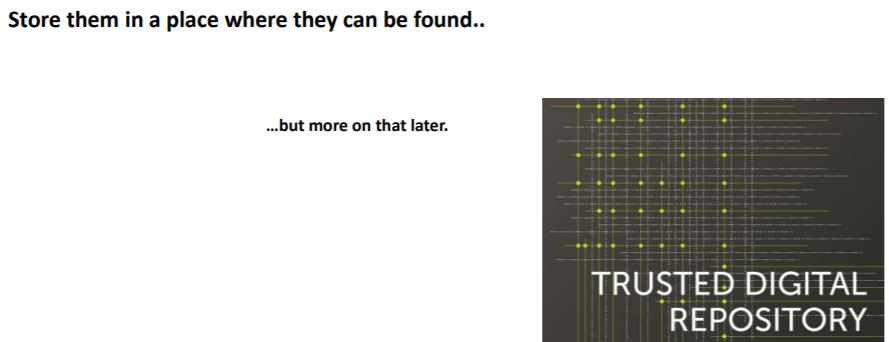 Store them in a place where they can be found..
...but more on that later.
TRUSTED DIGITAL
REPOSITORY